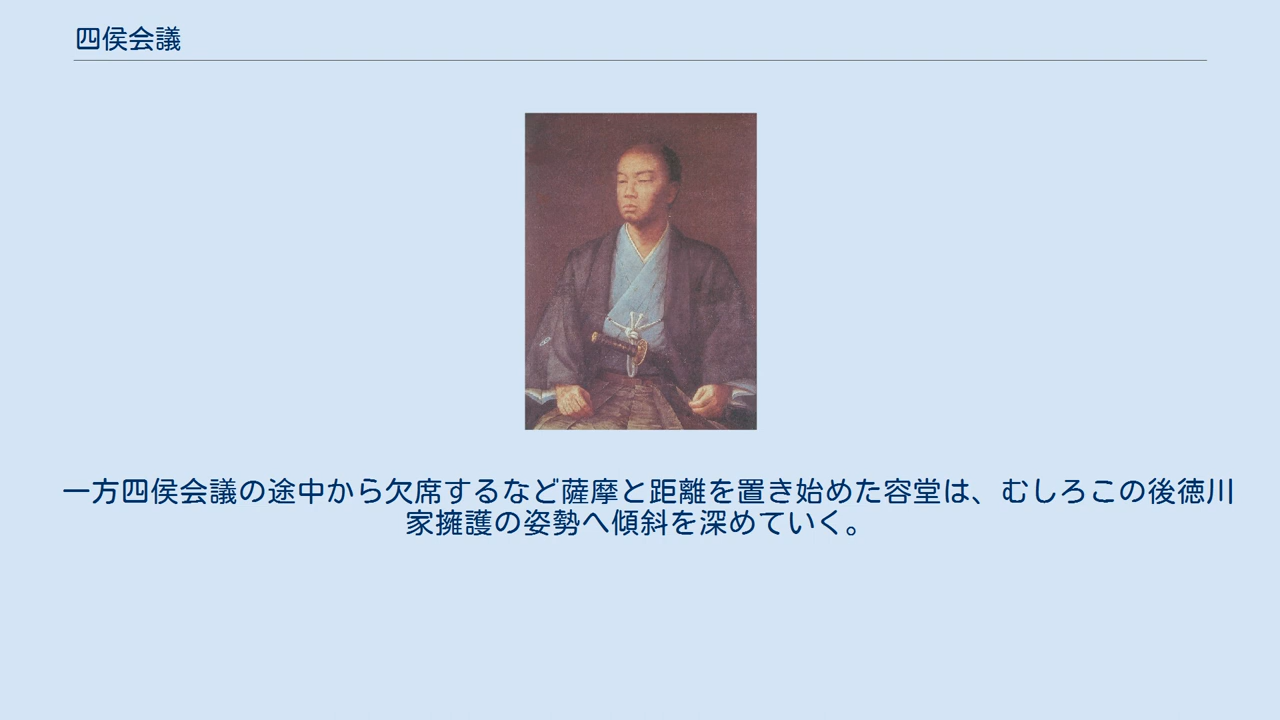 四侯会議
一方四侯会議の途中から欠席するなど薩摩と距離を置き始めた容堂は、むしろこの後徳川
家擁護の姿勢へ傾斜を深めていく。